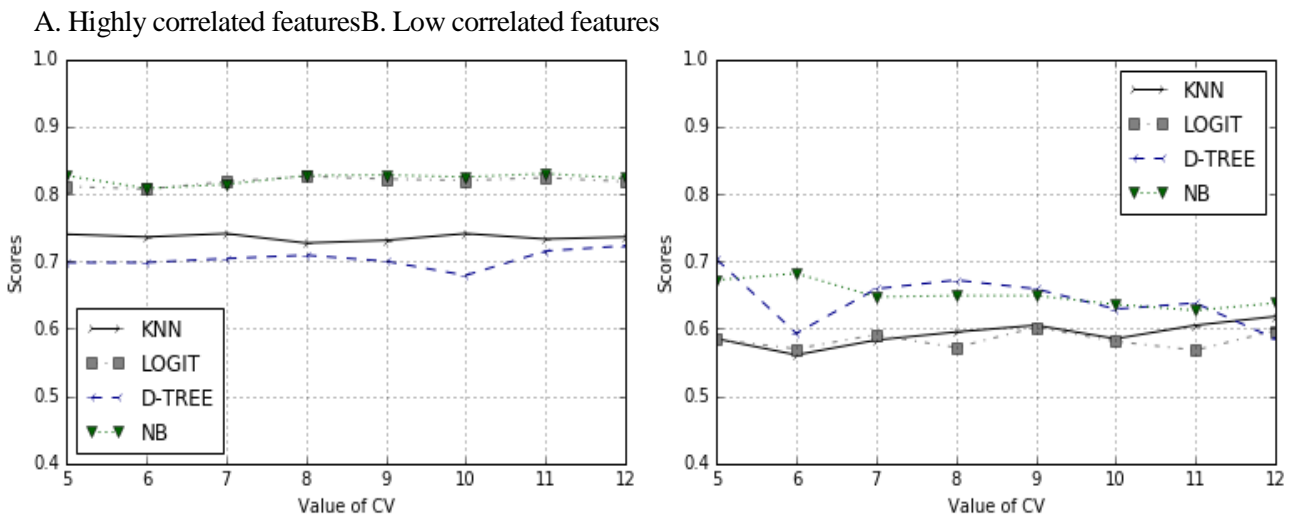 A. Highly correlated featuresB. Low correlated features
1.0
0.9
0.8
0.7
0.6
0.5
0.4
Scores
KNN
LOGIT
D-TREE
NB
5 6 7 8 9 10 11 12
Value of CV
1.0
0.9
0.8
0.7
0.6
0.5
0.4
Scores
KNN
LOGIT
D-TREE
NB
5 6 7 8 9 10 11 12
Value of CV